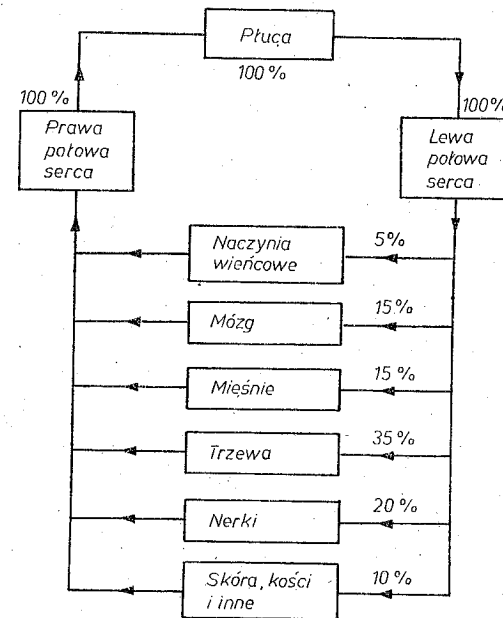 Płuca
100%
100%
100%
Prawa
połowa
serca
Lewa
połowa
serca
Naczynia
wieńcowe
5%
Mózg
15%
Mięśnie
15%
Trzewa
35%
Nerki
20%
Skóra, kości
i inne
10%